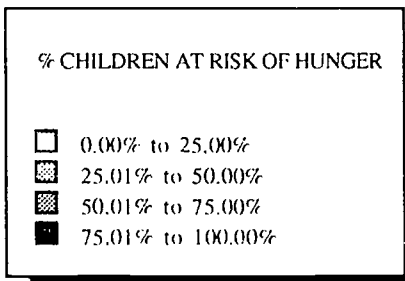 % CHILDREN AT RISK OF HUNGER
0.00% to 25.00%
25.01% to 50.00%
50.01% to 75.00%
75.01% to 100.00%